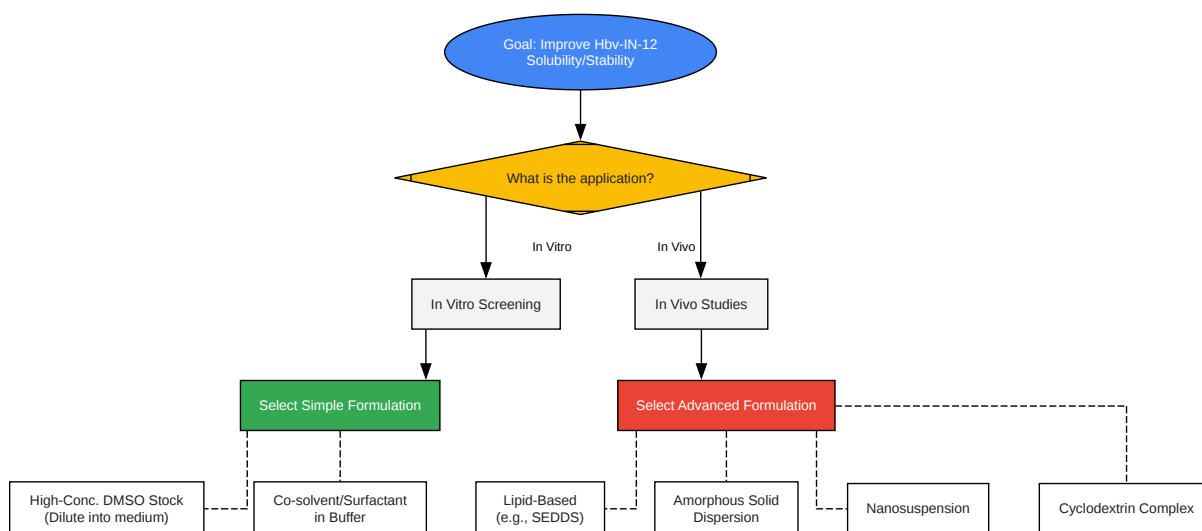 Goal: Improve Hbv-IN-12
Solubility/Stability
What is the application?
In Vitro
In Vivo
In Vitro Screening
In Vivo Studies
Select Simple Formulation
Select Advanced Formulation
High-Conc. DMSO Stock
(Dilute into medium)
Co-solvent/Surfactant
in Buffer
Lipid-Based
(e.g., SEDDS)
Amorphous Solid
Dispersion
Nanosuspension
Cyclodextrin Complex